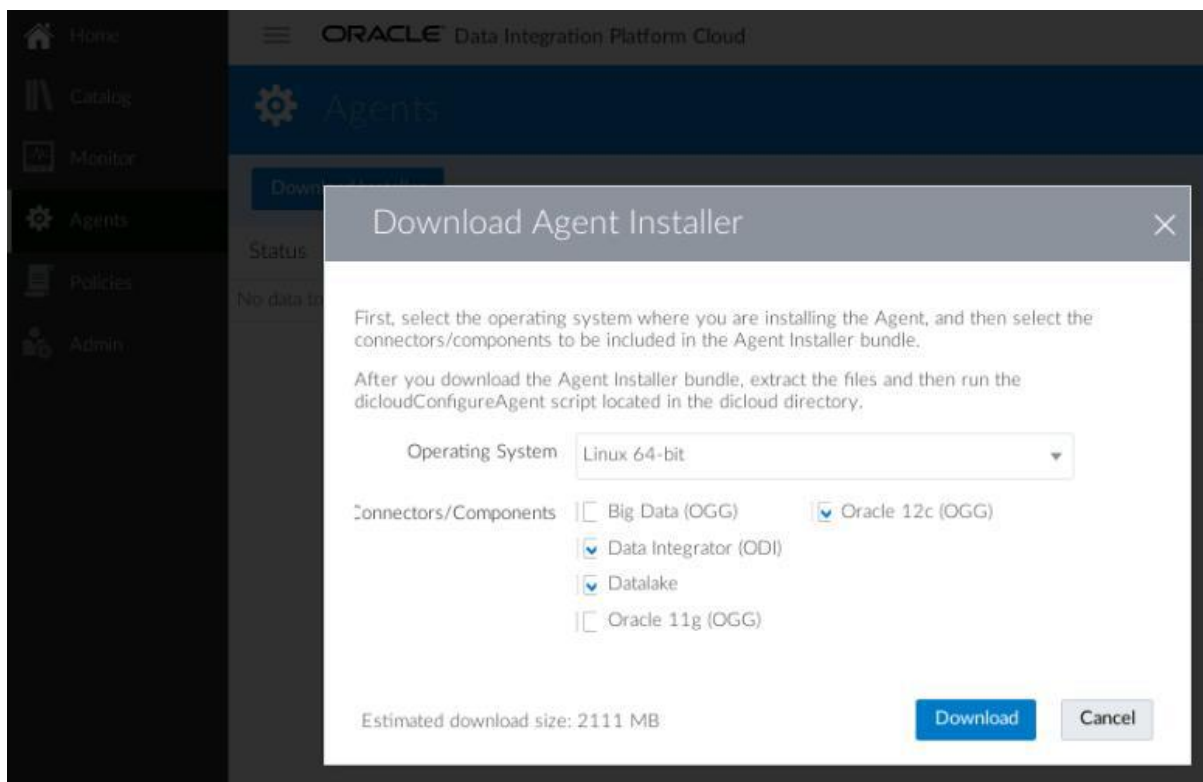 Home
ORACLE Data Integration Platform Cloud
Catalog
Agents
Monitor
Agents
Policies
Admin
Status
No data to
Download Agent Installer
First, select the operating system where you are installing the Agent, and then select the
connectors/components to be included in the Agent Installer bundle.
After you download the Agent Installer bundle, extract the files and then run the
dicloudConfigureAgent script located in the dicloud directory.
Operating System
Linux 64-bit
Connectors/Components
Big Data (OGG)
Oracle 12c (OGG)
Data Integrator (ODI)
Datalake
Oracle 11g (OGG)
Estimated download size: 2111 MB
Download
Cancel